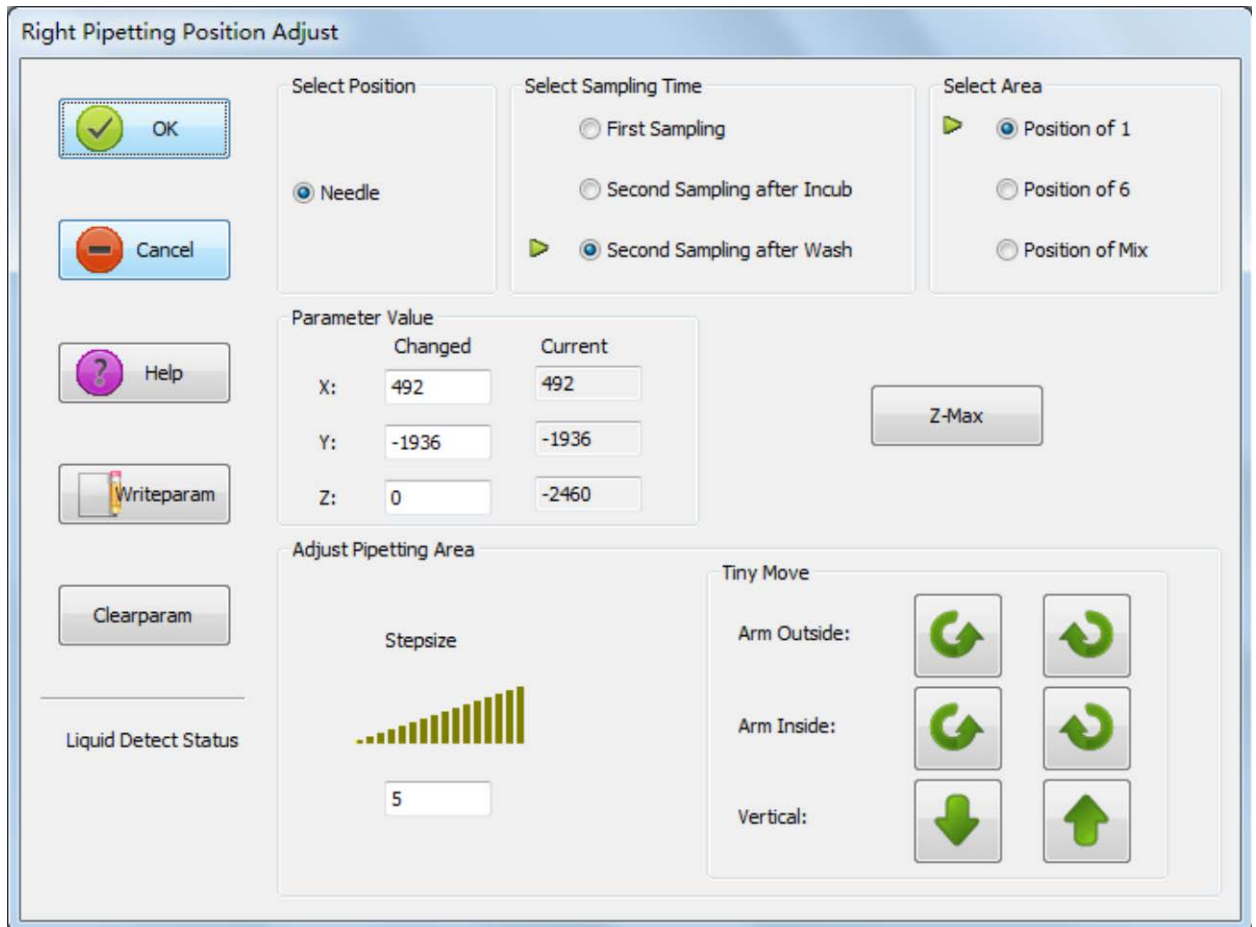 Right Pipetting Position Adjust
OK
Cancel
Help
Writeparam
Clearparam
Liquid Detect Status
Select Position
Needle
Select Sampling Time
First Sampling
Second Sampling after Incub
Second Sampling after Wash
Select Area
Position of 1
Position of 6
Position of Mix
Parameter Value
Changed Current
X: 492 492
Y: -1936 -1936
Z: 0 -2460
Z-Max
Adjust Pipetting Area
Stepsize
5
Tiny Move
Arm Outside:
Arm Inside:
Vertical: